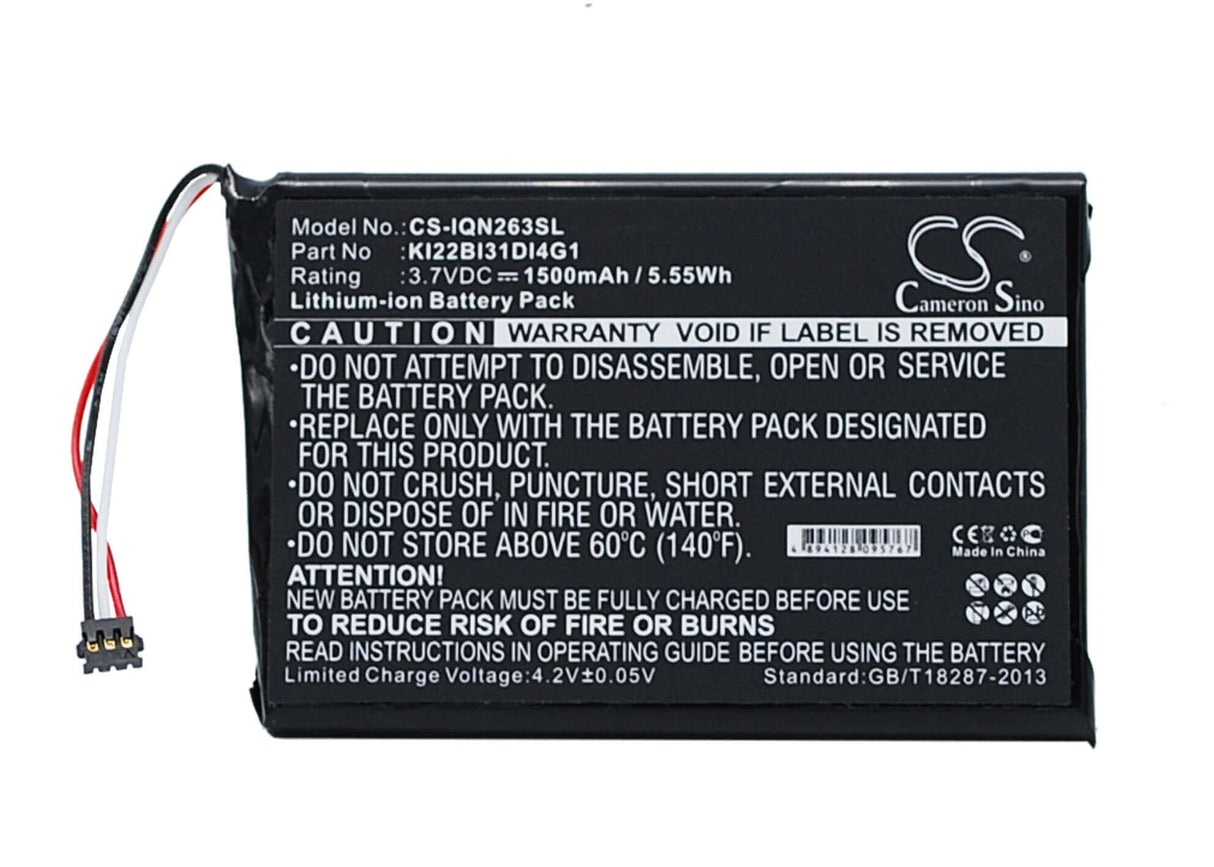 Model No.: CS-IQN263SL
Part No :KI22BI31DI4G1
Rating :3.7VDC ⎓ 1500mAh / 5.55Wh
Lithium-ion Battery Pack
CS ®
Cameron Sino
CAUTION WARRANTY VOID IF LABEL IS REMOVED
•DO NOT ATTEMPT TO DISASSEMBLE, OPEN OR SERVICE
THE BATTERY PACK.
•REPLACE ONLY WITH THE BATTERY PACK DESIGNATED
FOR THIS PRODUCT.
•DO NOT CRUSH, PUNCTURE, SHORT EXTERNAL CONTACTS
OR DISPOSE OF IN FIRE OR WATER.
•DO NOT STORE ABOVE 60°C (140°F).
4 894128 095767
CE
Made In China
ATTENTION!
NEW BATTERY PACK MUST BE FULLY CHARGED BEFORE USE
TO REDUCE RISK OF FIRE OR BURNS
READ INSTRUCTIONS IN OPERATING GUIDE BEFORE USING THE BATTERY
Limited Charge Voltage:4.2V±0.05V
Standard:GB/T18287-2013